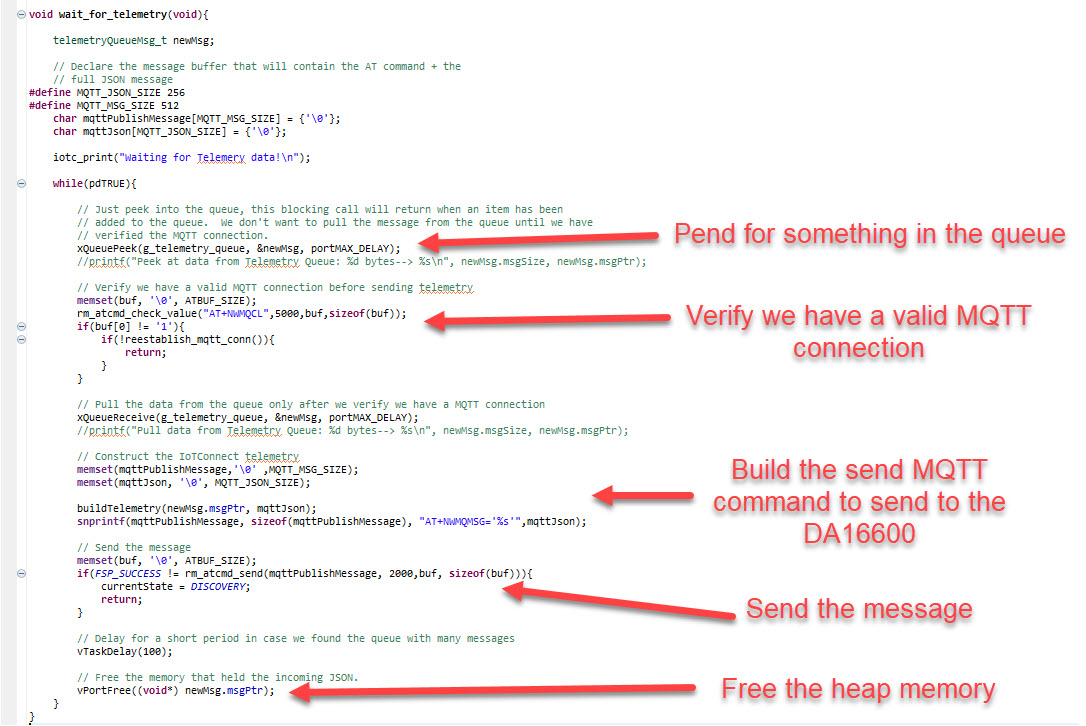 void wait_for_telemetry(void){
telemetryQueueMsg_t newMsg;
// Declare the message buffer that will contain the AT command + the
// full JSON message
#define MQTT_JSON_SIZE 256
#define MQTT_MSG_SIZE 512
char mqttPublishMessage[MQTT_MSG_SIZE] = {'\0'};
char mqttJson[MQTT_JSON_SIZE] = {'\0'};
iotc_print("Waiting for Telemery data!\n");
while(pdTRUE){
// Just peek into the queue, this blocking call will return when an item has been
// added to the queue.  We don't want to pull the message from the queue until we have
// verified the MQTT connection.
xQueuePeek(g_telemetry_queue, &newMsg, portMAX_DELAY);
//printf("Peek at data from Telemetry Queue: %d bytes--> %s\n", newMsg.msgSize, newMsg.msgPtr);
Pend for something in the queue
// Verify we have a valid MQTT connection before sending telemetry
memset(buf, '\0', ATBUF_SIZE);
rm_atcmd_check_value("AT+NWMQCL",5000,buf,sizeof(buf));
if(buf[0] != '1'){
if(!reestablish_mqtt_conn()){
return;
}
}
Verify we have a valid MQTT
connection
// Pull the data from the queue only after we verify we have a MQTT connection
xQueueReceive(g_telemetry_queue, &newMsg, portMAX_DELAY);
//printf("Pull data from Telemetry Queue: %d bytes--> %s\n", newMsg.msgSize, newMsg.msgPtr);
// Construct the IoTConnect telemetry
memset(mqttPublishMessage,'\0' ,MQTT_MSG_SIZE);
memset(mqttJson, '\0', MQTT_JSON_SIZE);
buildTelemetry(newMsg.msgPtr, mqttJson);
snprintf(mqttPublishMessage, sizeof(mqttPublishMessage), "AT+NWMQMSG='%s'",mqttJson);
Build the send MQTT
command to send to the
DA16600
// Send the message
memset(buf, '\0', ATBUF_SIZE);
if(FSP_SUCCESS != rm_atcmd_send(mqttPublishMessage, 2000,buf, sizeof(buf))){
currentState = DISCOVERY;
return;
}
Send the message
// Delay for a short period in case we found the queue with many messages
vTaskDelay(100);
// Free the memory that held the incoming JSON.
vPortFree((void*) newMsg.msgPtr);
Free the heap memory
}
}